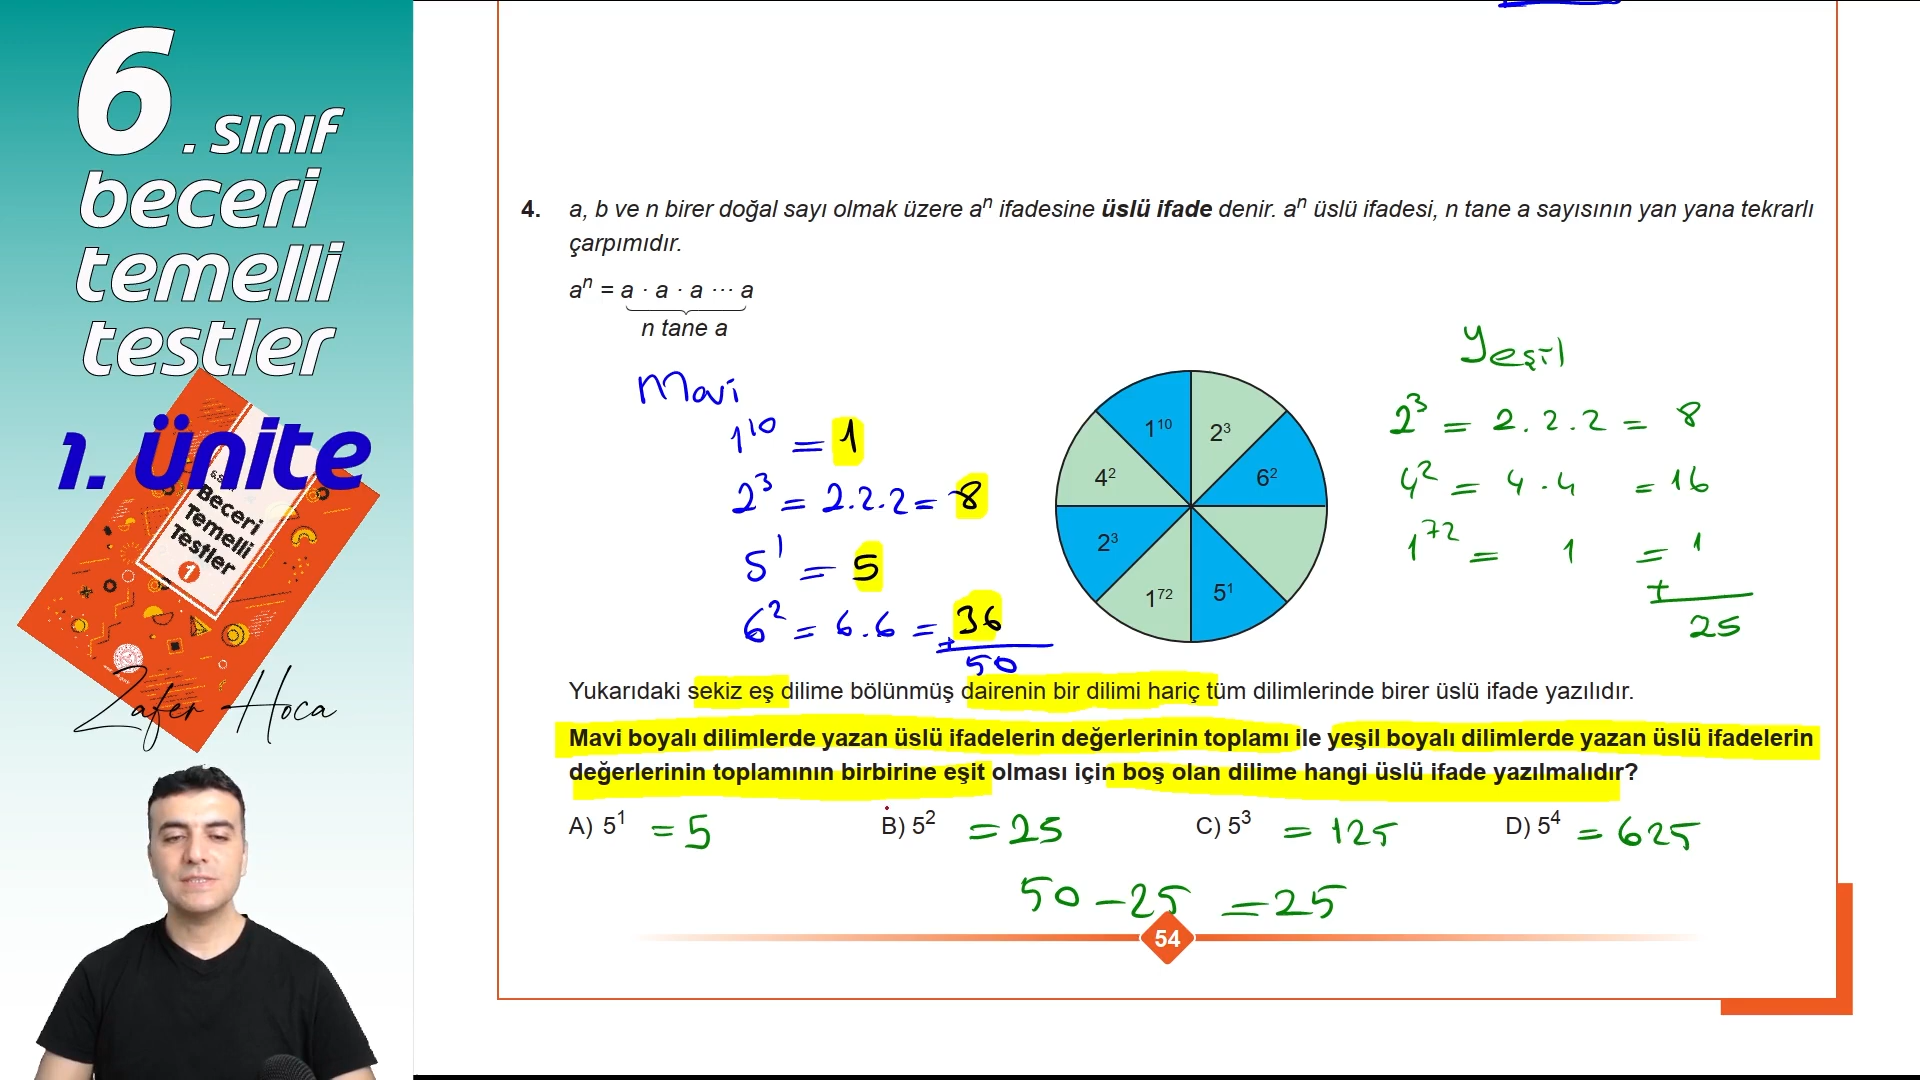 6. sınıf
beceri
temelli
testler
1. Ünite
Beceri
Temelli
Testler
1
Zafer Hoca
4. a, b ve n birer doğal sayı olmak üzere aⁿ ifadesine üslü ifade denir. aⁿ üslü ifadesi, n tane a sayısının yan yana tekrarlı
çarpımıdır.
aⁿ = a · a · a ··· a
n tane a
Mavi
1¹⁰ = 1
2³ = 2.2.2 = 8
5¹ = 5
6² = 6.6 = 36
+
50
1¹⁰ 2³
4² 6²
2³
1⁷² 5¹
Yeşil
2³ = 2.2.2 = 8
4² = 4.4 = 16
1⁷² = 1 = 1
+
25
Yukarıdaki sekiz eş dilime bölünmüş dairenin bir dilimi hariç tüm dilimlerinde birer üslü ifade yazılıdır.
Mavi boyalı dilimlerde yazan üslü ifadelerin değerlerinin toplamı ile yeşil boyalı dilimlerde yazan üslü ifadelerin
değerlerinin toplamının birbirine eşit olması için boş olan dilime hangi üslü ifade yazılmalıdır?
A) 5¹ = 5 B) 5² = 25 C) 5³ = 125 D) 5⁴ = 625
50 - 25 = 25
54